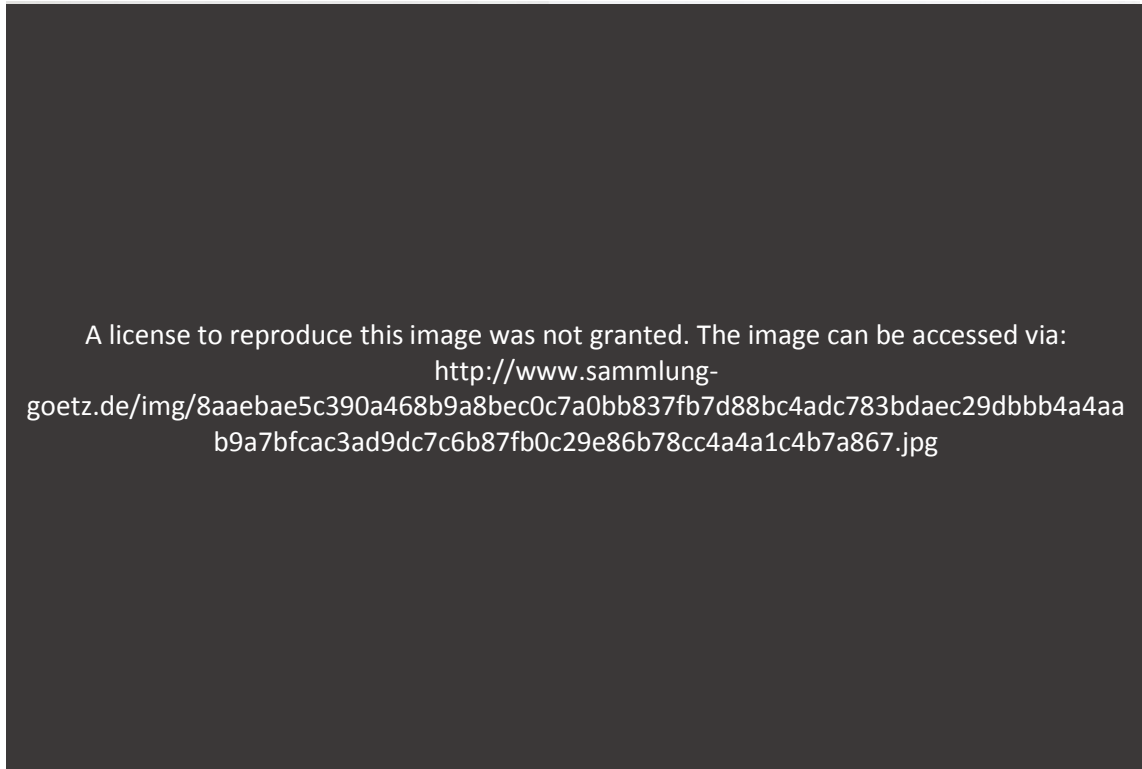 A license to reproduce this image was not granted. The image can be accessed via:
http://www.sammlung-
goetz.de/img/8aaebae5c390a468b9a8bec0c7a0bb837fb7d88bc4adc783bdaec29dbbb4a4aa
b9a7bfcac3ad9dc7c6b87fb0c29e86b78cc4a4a1c4b7a867.jpg